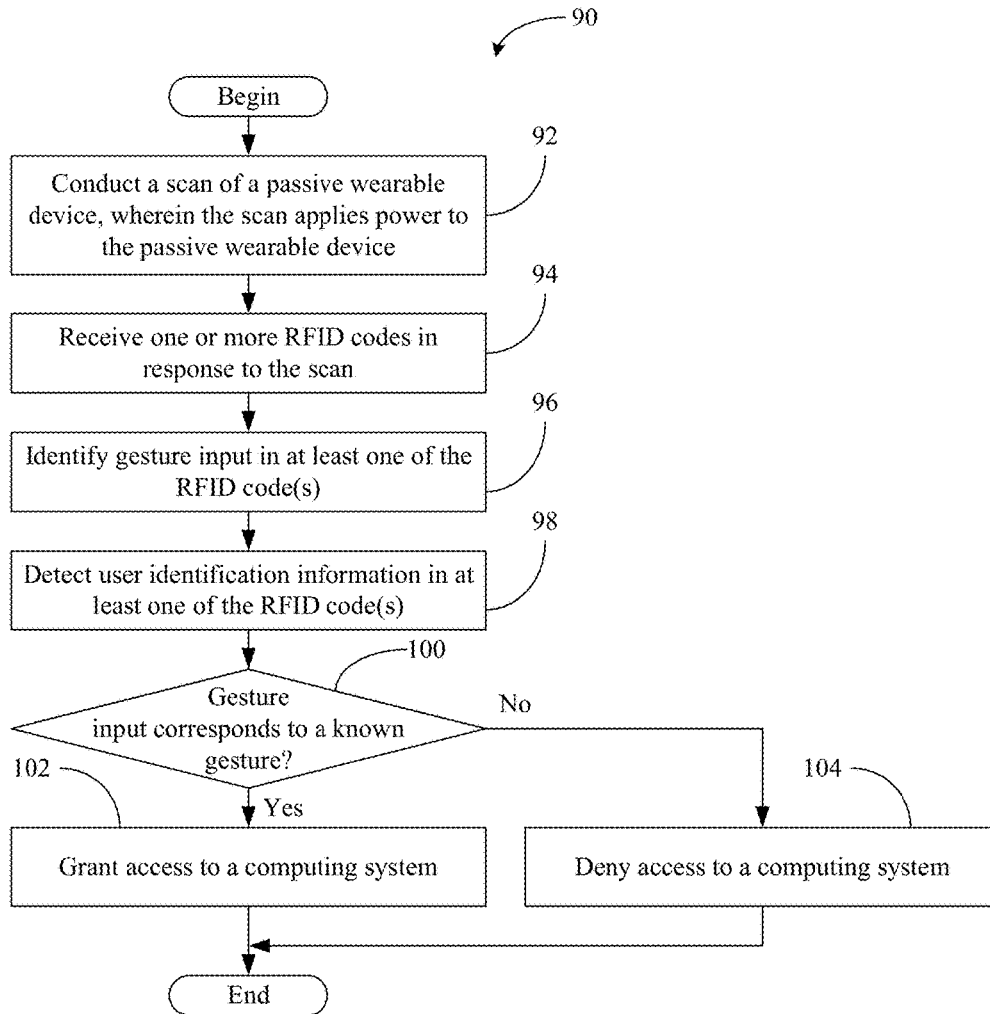 90
Begin
92
Conduct a scan of a passive wearable
device, wherein the scan applies power to
the passive wearable device
94
Receive one or more RFID codes in
response to the scan
96
Identify gesture input in at least one of the
RFID code(s)
98
Detect user identification information in at
least one of the RFID code(s)
100
Gesture
input corresponds to a known
gesture?
No
102
Yes
104
Grant access to a computing system
Deny access to a computing system
End